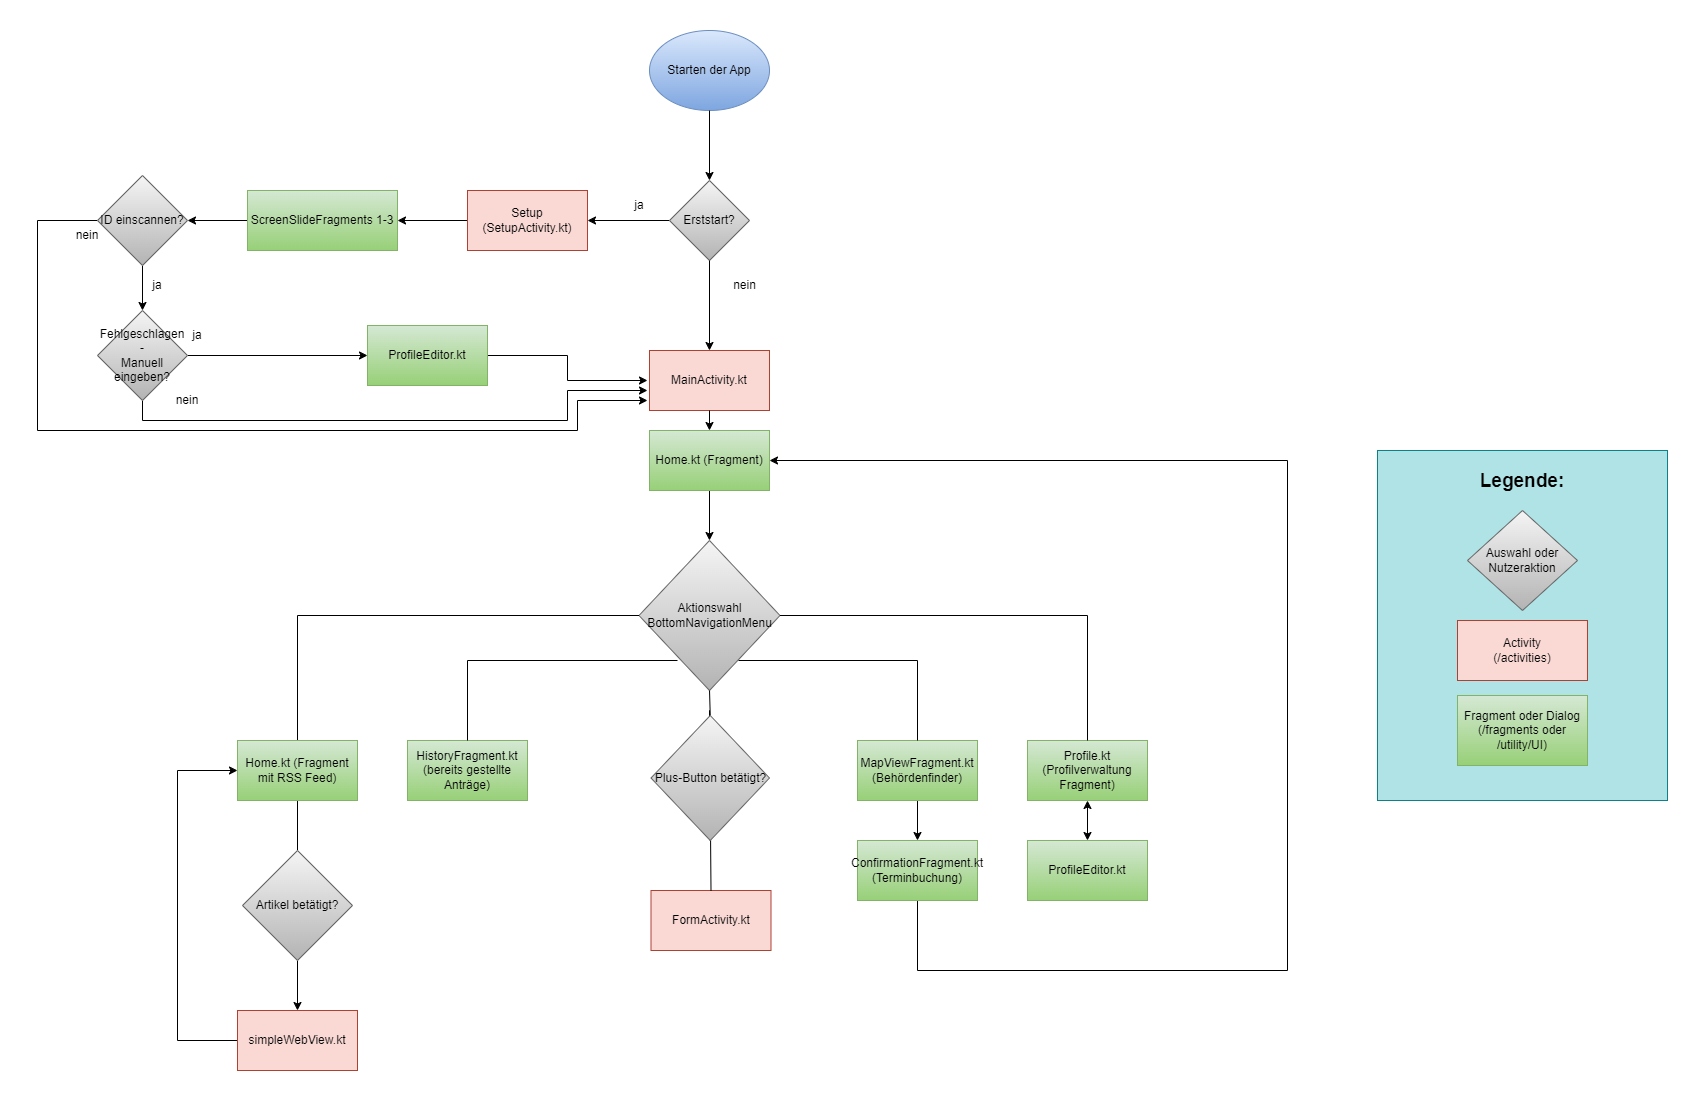 Starten der App
ID einscannen?
nein
ja
ScreenSlideFragments 1-3
Setup
(SetupActivity.kt)
ja
Erststart?
nein
Fehlgeschlagen
-
Manuell
eingeben?
ja
nein
ProfileEditor.kt
MainActivity.kt
Home.kt (Fragment)
Aktionswahl
BottomNavigationMenu
Home.kt (Fragment
mit RSS Feed)
HistoryFragment.kt
(bereits gestellte
Anträge)
Plus-Button betätigt?
MapViewFragment.kt
(Behördenfinder)
Profile.kt
(Profilverwaltung
Fragment)
Artikel betätigt?
FormActivity.kt
ConfirmationFragment.kt
(Terminbuchung)
ProfileEditor.kt
simpleWebView.kt
Legende:
Auswahl oder
Nutzeraktion
Activity
(/activities)
Fragment oder Dialog
(/fragments oder
/utility/UI)